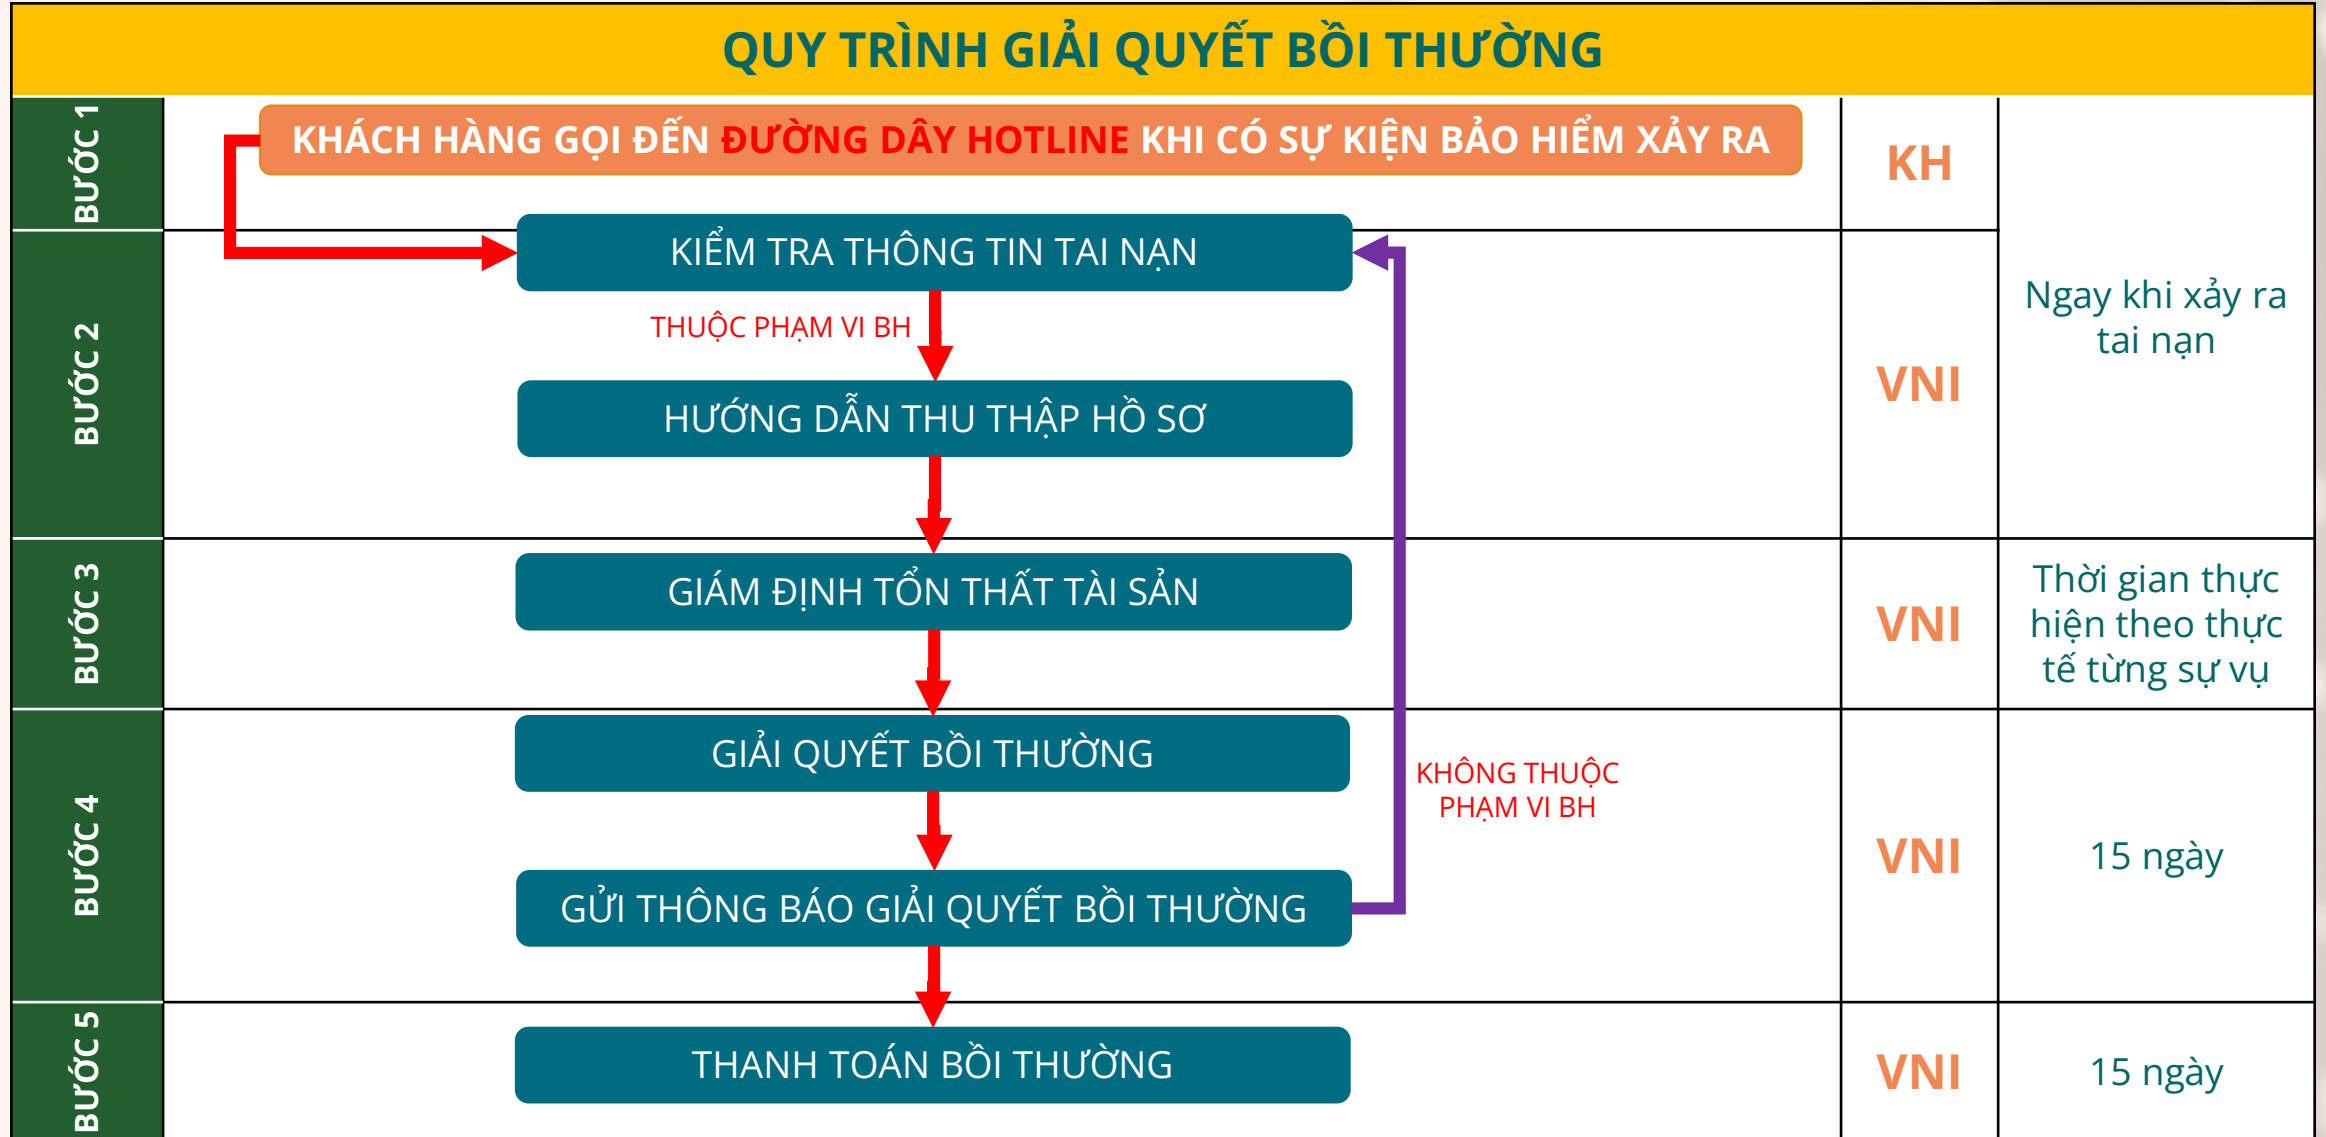 QUY TRÌNH GIẢI QUYẾT BỒI THƯỜNG
BƯỚC 1
KHÁCH HÀNG GỌI ĐẾN ĐƯỜNG DÂY HOTLINE KHI CÓ SỰ KIỆN BẢO HIỂM XẢY RA
KH
BƯỚC 2
KIỂM TRA THÔNG TIN TAI NẠN
THUỘC PHẠM VI BH
HƯỚNG DẪN THU THẬP HỒ SƠ
VNI
Ngay khi xảy ra
tai nạn
BƯỚC 3
GIÁM ĐỊNH TỔN THẤT TÀI SẢN
VNI
Thời gian thực
hiện theo thực
tế từng sự vụ
BƯỚC 4
GIẢI QUYẾT BỒI THƯỜNG
KHÔNG THUỘC
PHẠM VI BH
GỬI THÔNG BÁO GIẢI QUYẾT BỒI THƯỜNG
VNI
15 ngày
BƯỚC 5
THANH TOÁN BỒI THƯỜNG
VNI
15 ngày